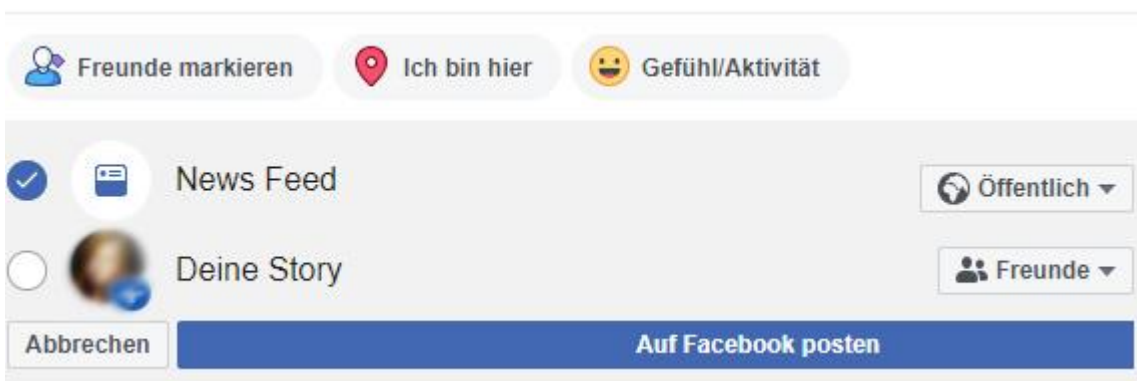 Freunde markieren Ich bin hier Gefühl/Aktivität
News Feed Öffentlich
Deine Story Freunde
Abbrechen Auf Facebook posten